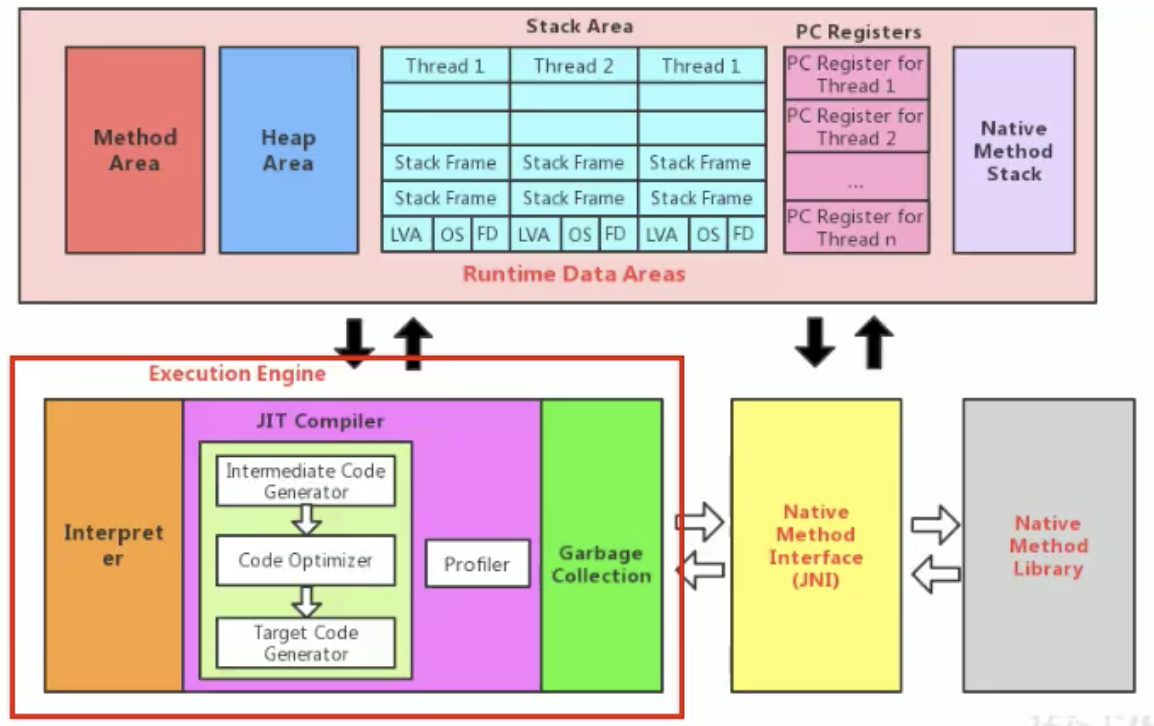 Stack Area
PC Registers
Method
Area
Heap
Area
Thread 1
Thread 2
Thread 1
Stack Frame
Stack Frame
Stack Frame
Stack Frame
Stack Frame
Stack Frame
LVA
OS
FD
LVA
OS
FD
LVA
OS
FD
PC Register for
Thread 1
PC Register for
Thread 2
...
PC Register for
Thread n
Native
Method
Stack
Runtime Data Areas
Execution Engine
Interpret
er
JIT Compiler
Intermediate Code
Generator
Code Optimizer
Target Code
Generator
Profiler
Garbage
Collection
Native
Method
Interface
(JNI)
Native
Method
Library